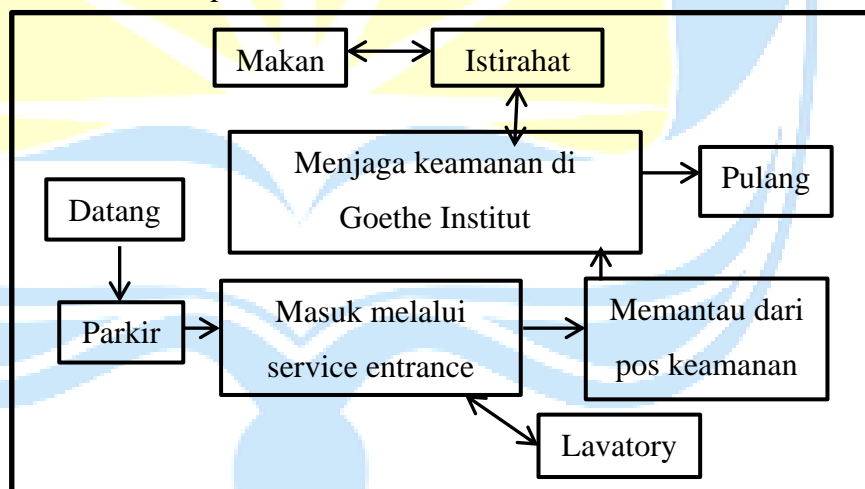 Makan
Istirahat
Menjaga keamanan di
Goethe Institut
Pulang
Datang
Parkir
Masuk melalui
service entrance
Memantau dari
pos keamanan
Lavatory